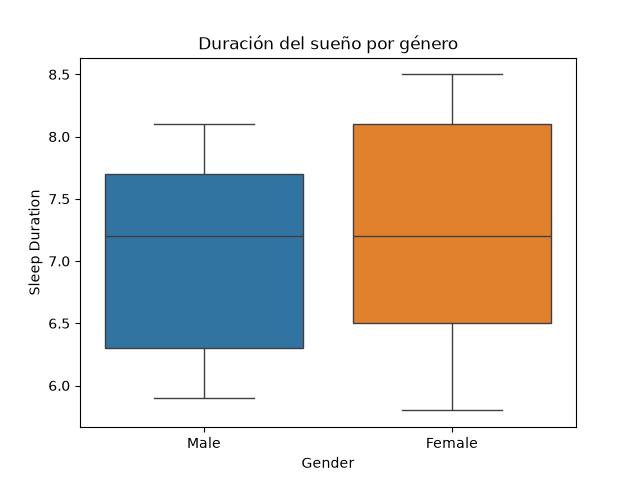 Duración del sueño por género
8.5
8.0
7.5
7.0
6.5
6.0
Sleep Duration
Male
Female
Gender